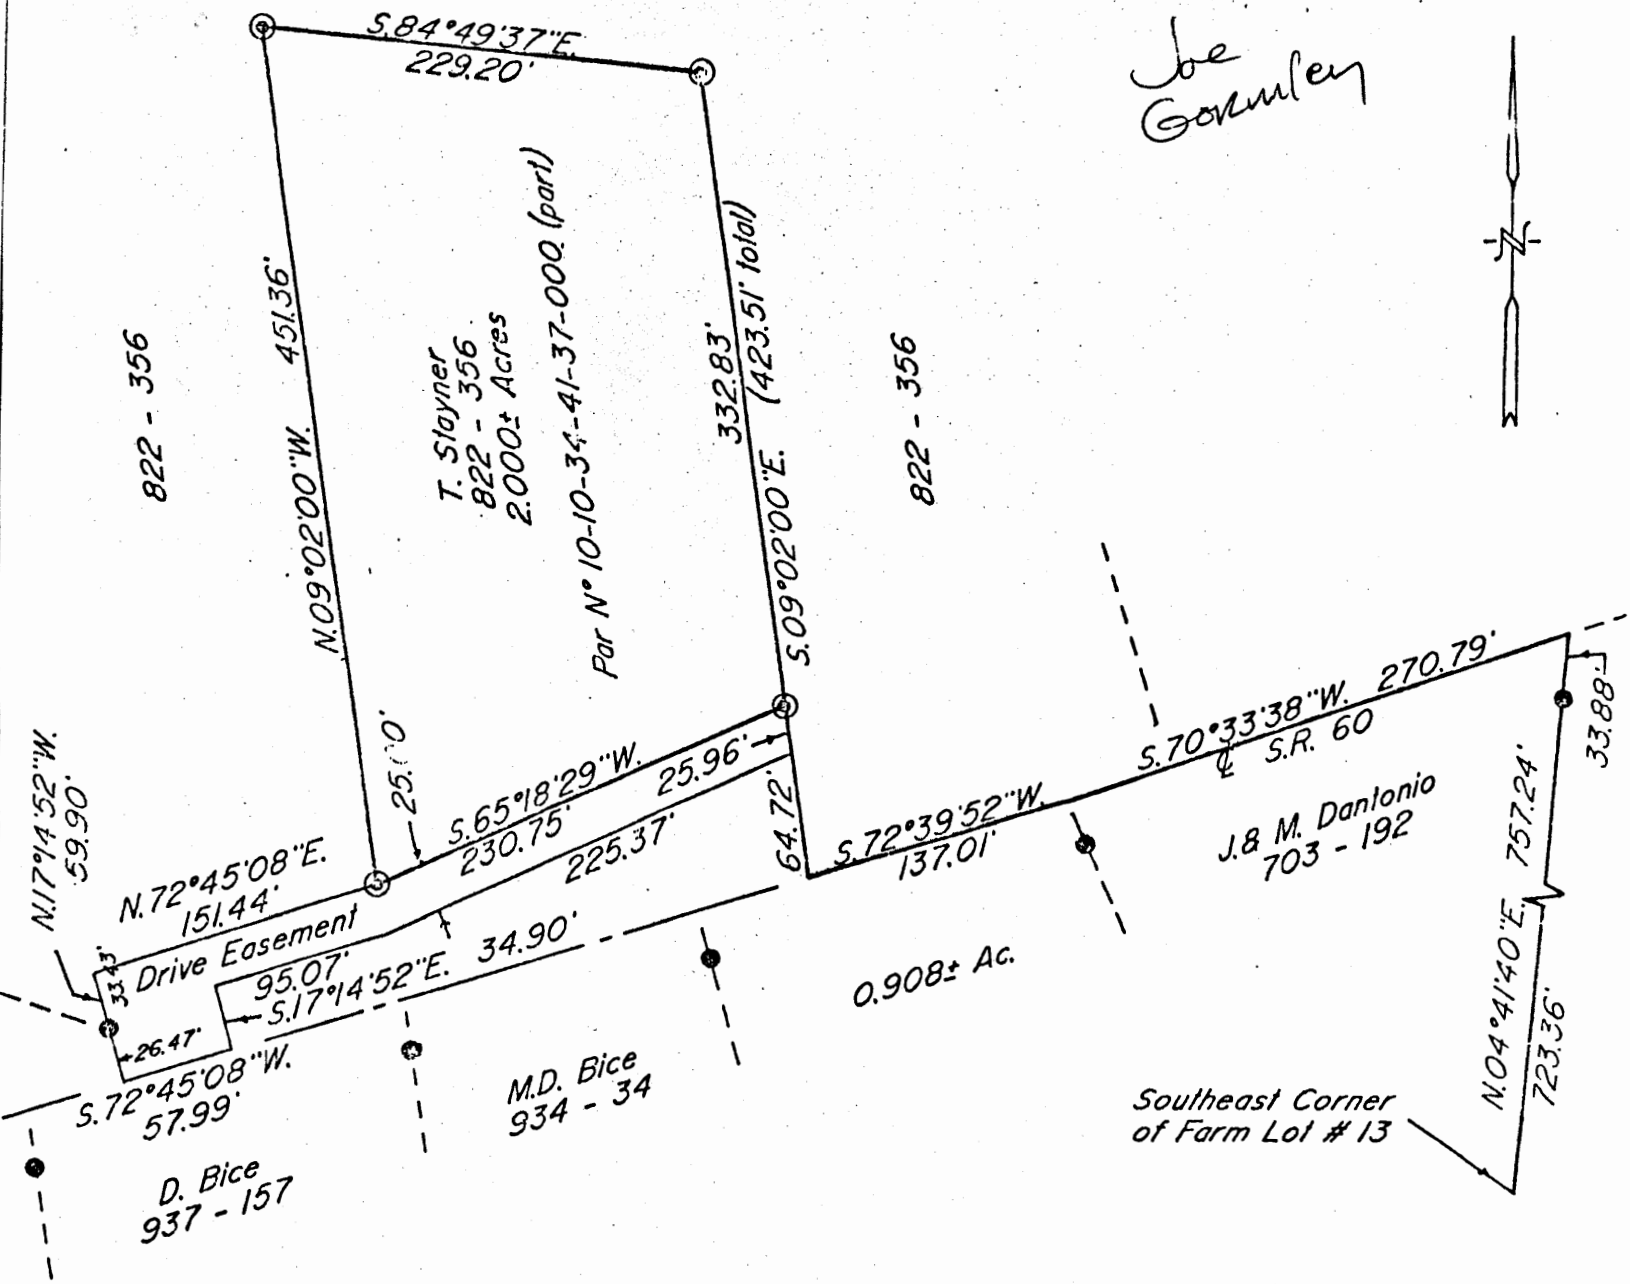 S.84°49'37"E.
229.20'
Joe
Gormley
N
N.09°02'00"W. 451.36'
822 - 356
T. Stayner
822 - 356
2.000± Acres
Par Nº 10-10-34-41-37-000 (part)
332.83'
S.09°02'00"E. (423.51' total)
822 - 356
N.17°14'52"W.
59.90'
N.72°45'08"E.
151.44'
33.43'
Drive Easement
S.65°18'29"W.
230.75'
25.96'
225.37'
64.72'
S.72°39'52"W.
137.01'
S.70°33'38"W. 270.79'
℄ S.R. 60
33.88'
J. & M. Dantonio
703 - 192
N.04°41'40"E. 757.24'
723.36'
95.07'
S.17°14'52"E. 34.90'
26.47'
S.72°45'08"W.
57.99'
0.908± Ac.
M.D. Bice
934 - 34
D. Bice
937 - 157
Southeast Corner
of Farm Lot # 13